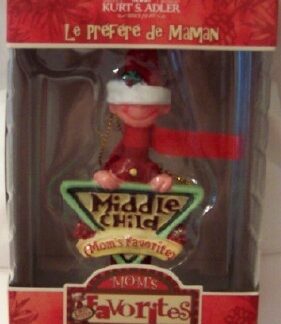 KURT S. ADLER
Le Préféré de Maman
Middle
Child
Mom's Favorite
MOM's
Favorites